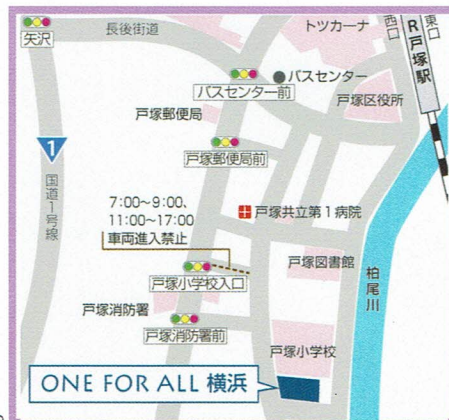 矢沢
長後街道
トツカーナ
西口
東口
R戸塚駅
バスセンター
バスセンター前
戸塚区役所
戸塚郵便局
戸塚郵便局前
1
国道1号線
7:00～9:00、
11:00～17:00
車両進入禁止
戸塚共立第1病院
戸塚小学校入口
戸塚図書館
柏尾川
戸塚消防署
戸塚消防署前
戸塚小学校
ONE FOR ALL 横浜